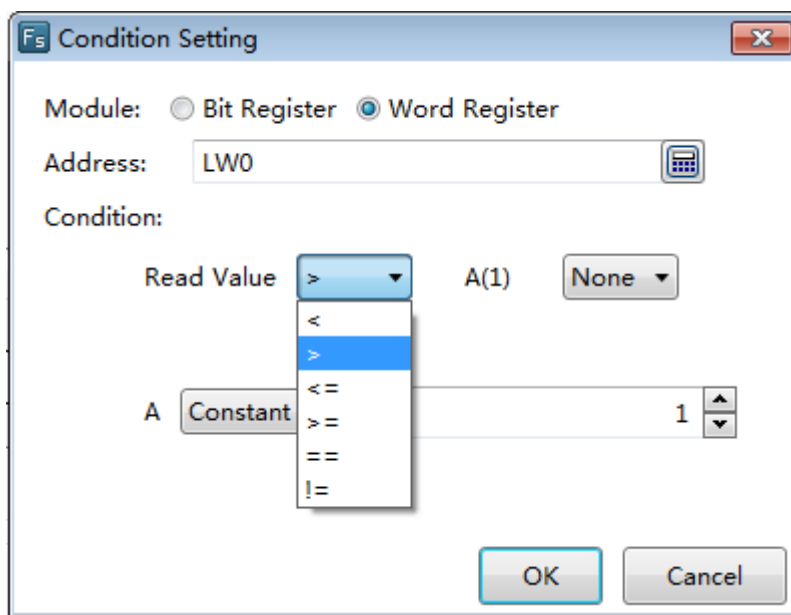 Fs Condition Setting
Module: Bit Register Word Register
Address: LW0
Condition:
Read Value > A(1) None
<
>
<=
A Constant 1
>=
==
!=
OK Cancel